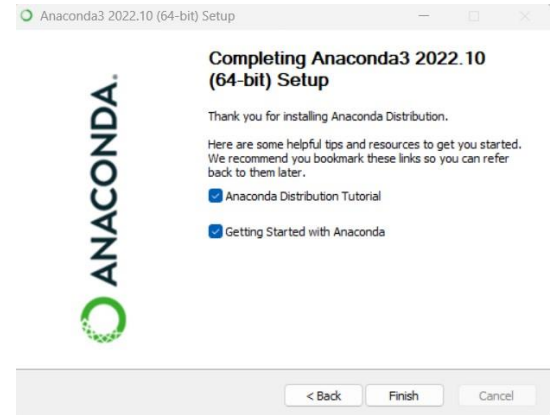 Anaconda3 2022.10 (64-bit) Setup
ANACONDA.
Completing Anaconda3 2022.10
(64-bit) Setup
Thank you for installing Anaconda Distribution.
Here are some helpful tips and resources to get you started.
We recommend you bookmark these links so you can refer
back to them later.
Anaconda Distribution Tutorial
Getting Started with Anaconda
< Back
Finish
Cancel